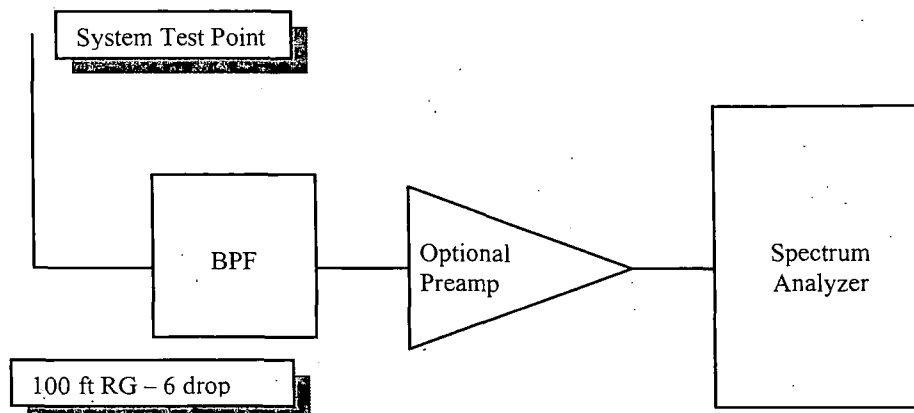 System Test Point
BPF
Optional
Preamp
Spectrum
Analyzer
100 ft RG – 6 drop